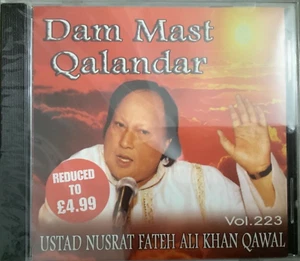 Dam Mast
Qalandar
REDUCED
TO
£4.99
Vol.223
USTAD NUSRAT FATEH ALI KHAN QAWAL